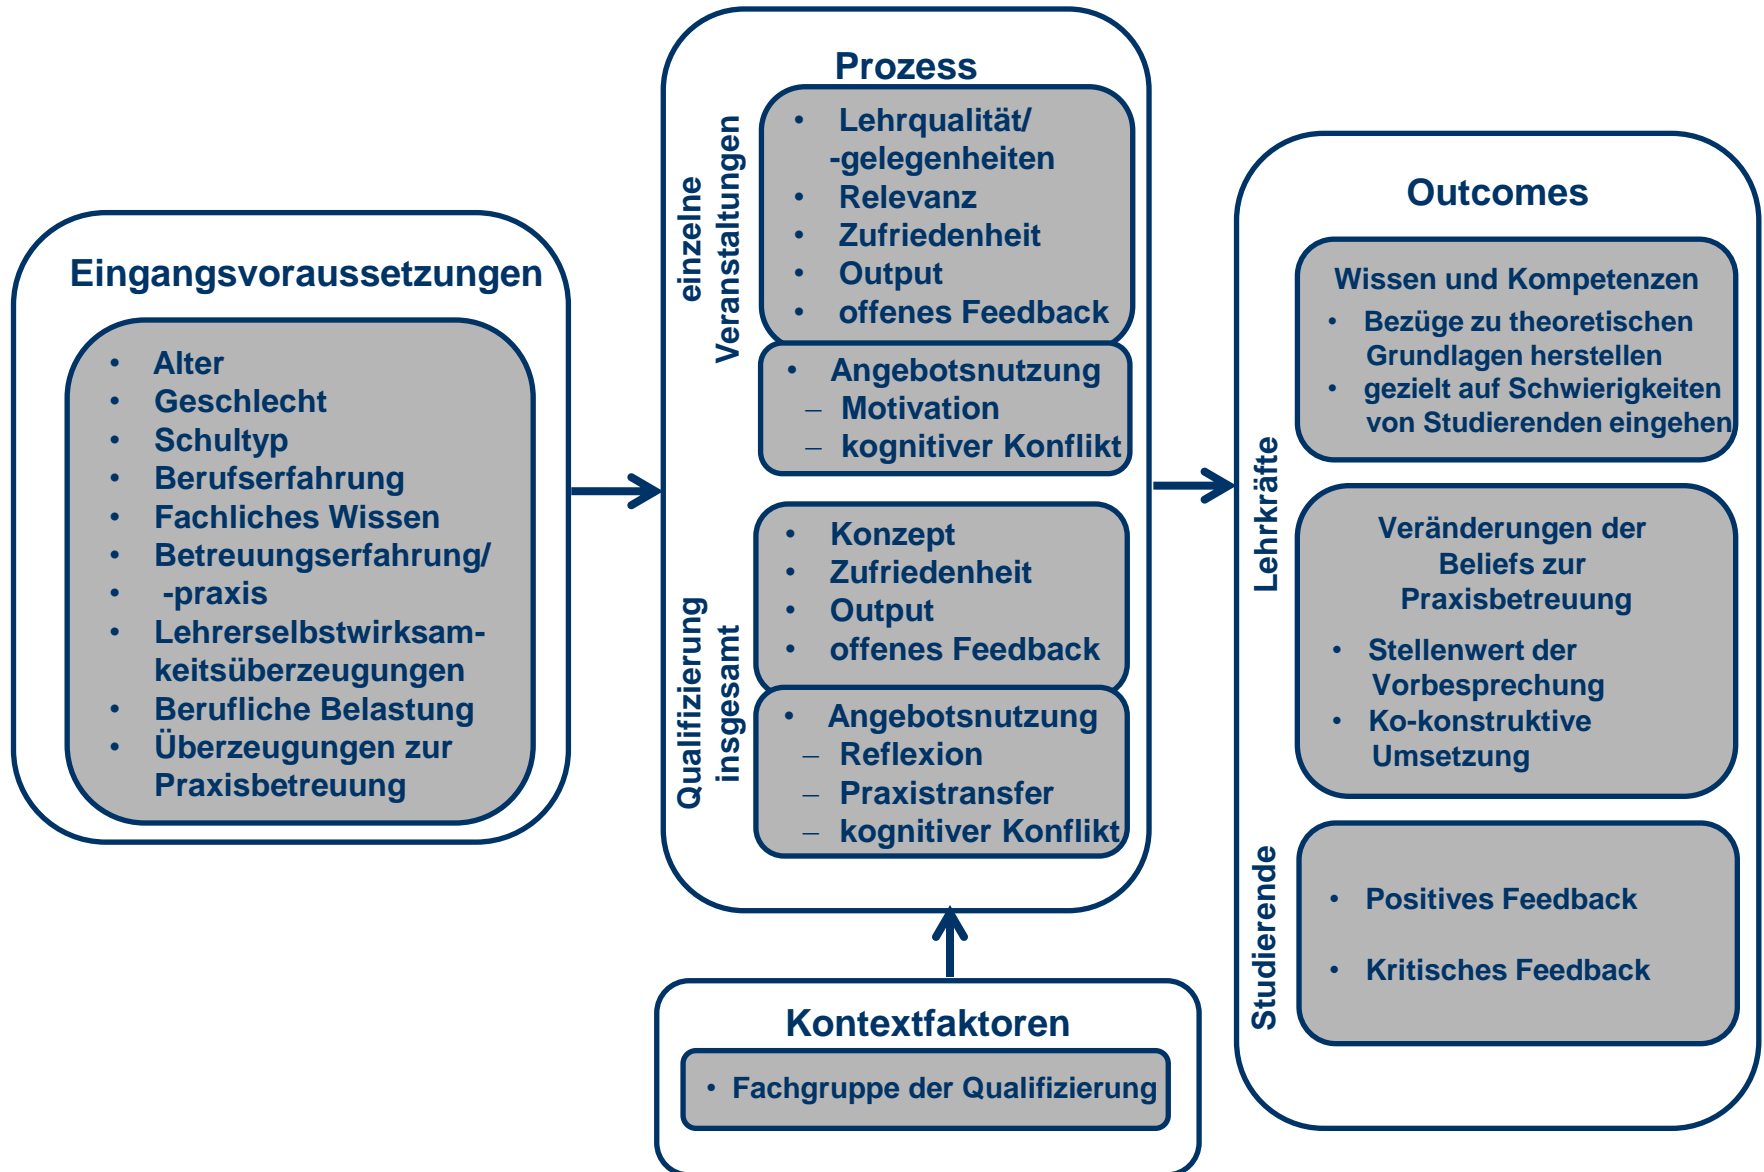 Eingangsvoraussetzungen
• Alter
• Geschlecht
• Schultyp
• Berufserfahrung
• Fachliches Wissen
• Betreuungserfahrung/
• -praxis
• Lehrerselbstwirksam-
keitsüberzeugungen
• Berufliche Belastung
• Überzeugungen zur
Praxisbetreuung
Prozess
einzelne
Veranstaltungen
• Lehrqualität/
-gelegenheiten
• Relevanz
• Zufriedenheit
• Output
• offenes Feedback
• Angebotsnutzung
– Motivation
– kognitiver Konflikt
Qualifizierung
insgesamt
• Konzept
• Zufriedenheit
• Output
• offenes Feedback
• Angebotsnutzung
– Reflexion
– Praxistransfer
– kognitiver Konflikt
Kontextfaktoren
• Fachgruppe der Qualifizierung
Outcomes
Lehrkräfte
Wissen und Kompetenzen
• Bezüge zu theoretischen
Grundlagen herstellen
• gezielt auf Schwierigkeiten
von Studierenden eingehen
Veränderungen der
Beliefs zur
Praxisbetreuung
• Stellenwert der
Vorbesprechung
• Ko-konstruktive
Umsetzung
Studierende
• Positives Feedback
• Kritisches Feedback